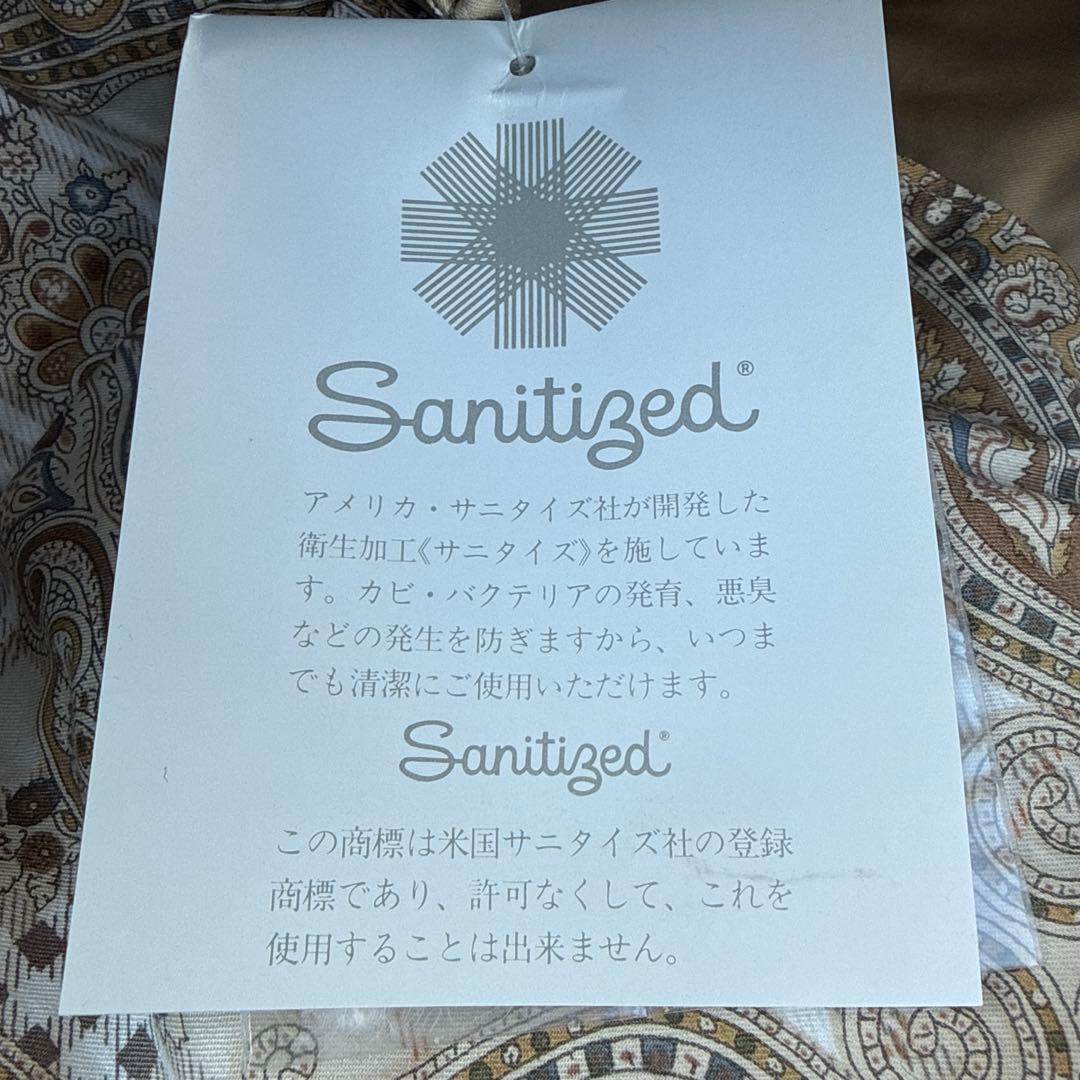 Sanitized®
アメリカ・サニタイズ社が開発した
衛生加工《サニタイズ》を施していま
す。カビ・バクテリアの発育、悪臭
などの発生を防ぎますから、いつま
でも清潔にご使用いただけます。
Sanitized®
この商標は米国サニタイズ社の登録
商標であり、許可なくして、これを
使用することは出来ません。